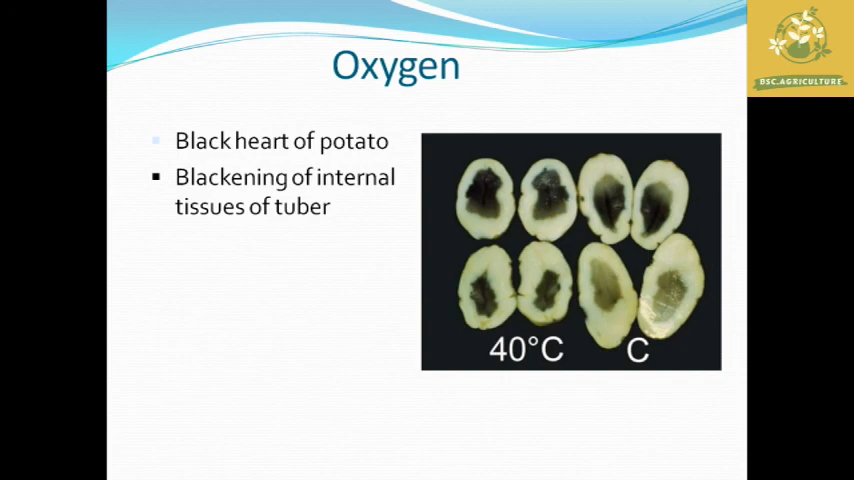 Oxygen
BSC.AGRICULTURE
Black heart of potato
Blackening of internal
tissues of tuber
40°C
C